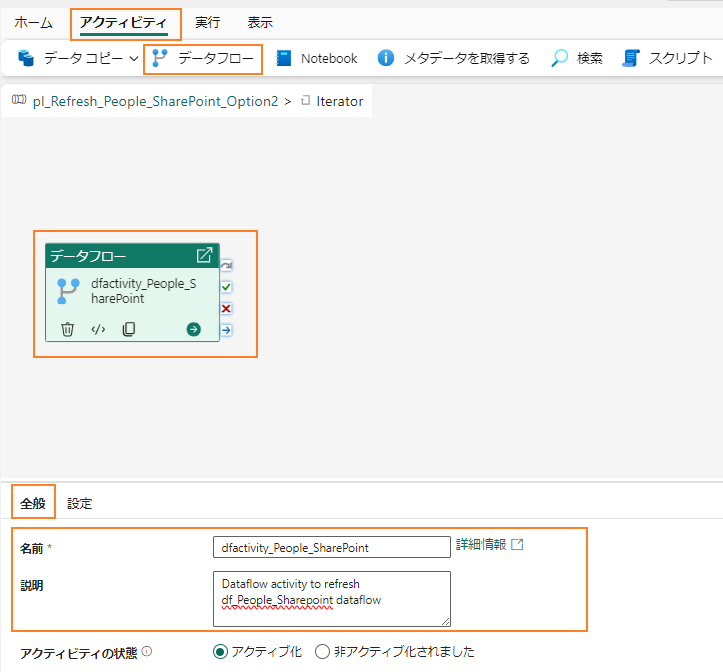 ホーム アクティビティ 実行 表示
データ コピー データフロー Notebook メタデータを取得する 検索 スクリプト
pl_Refresh_People_SharePoint_Option2 > Iterator
データフロー
dfactivity_People_S
harePoint
全般 設定
名前 * dfactivity_People_SharePoint 詳細情報
説明 Dataflow activity to refresh
df_People_Sharepoint dataflow
アクティビティの状態 アクティブ化 非アクティブ化されました